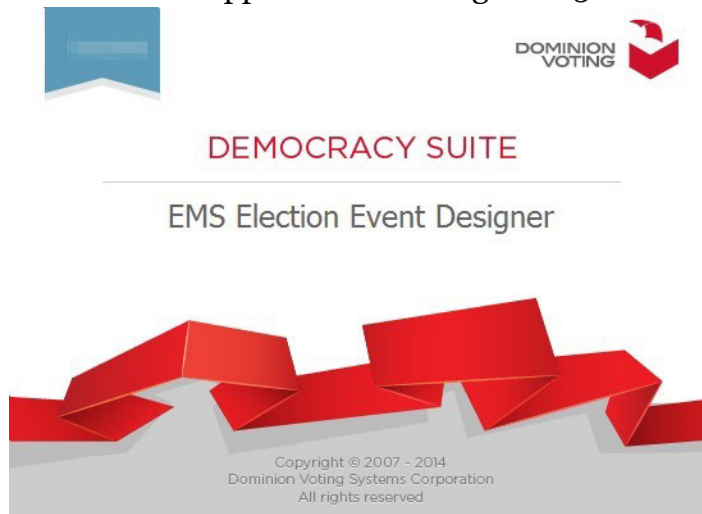 DOMINION
VOTING
DEMOCRACY SUITE
EMS Election Event Designer
Copyright © 2007 - 2014
Dominion Voting Systems Corporation
All rights reserved